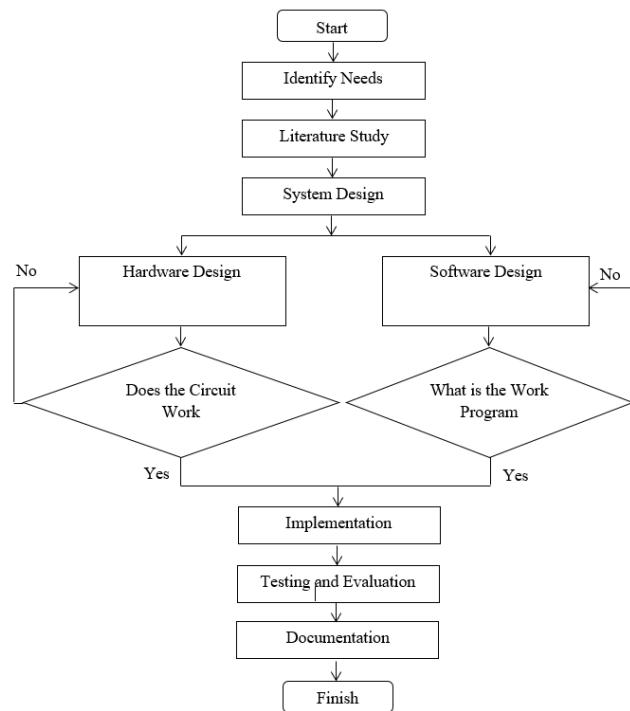 Start
Identify Needs
Literature Study
System Design
No
Hardware Design
Software Design
No
Does the Circuit
Work
What is the Work
Program
Yes
Yes
Implementation
Testing and Evaluation
Documentation
Finish